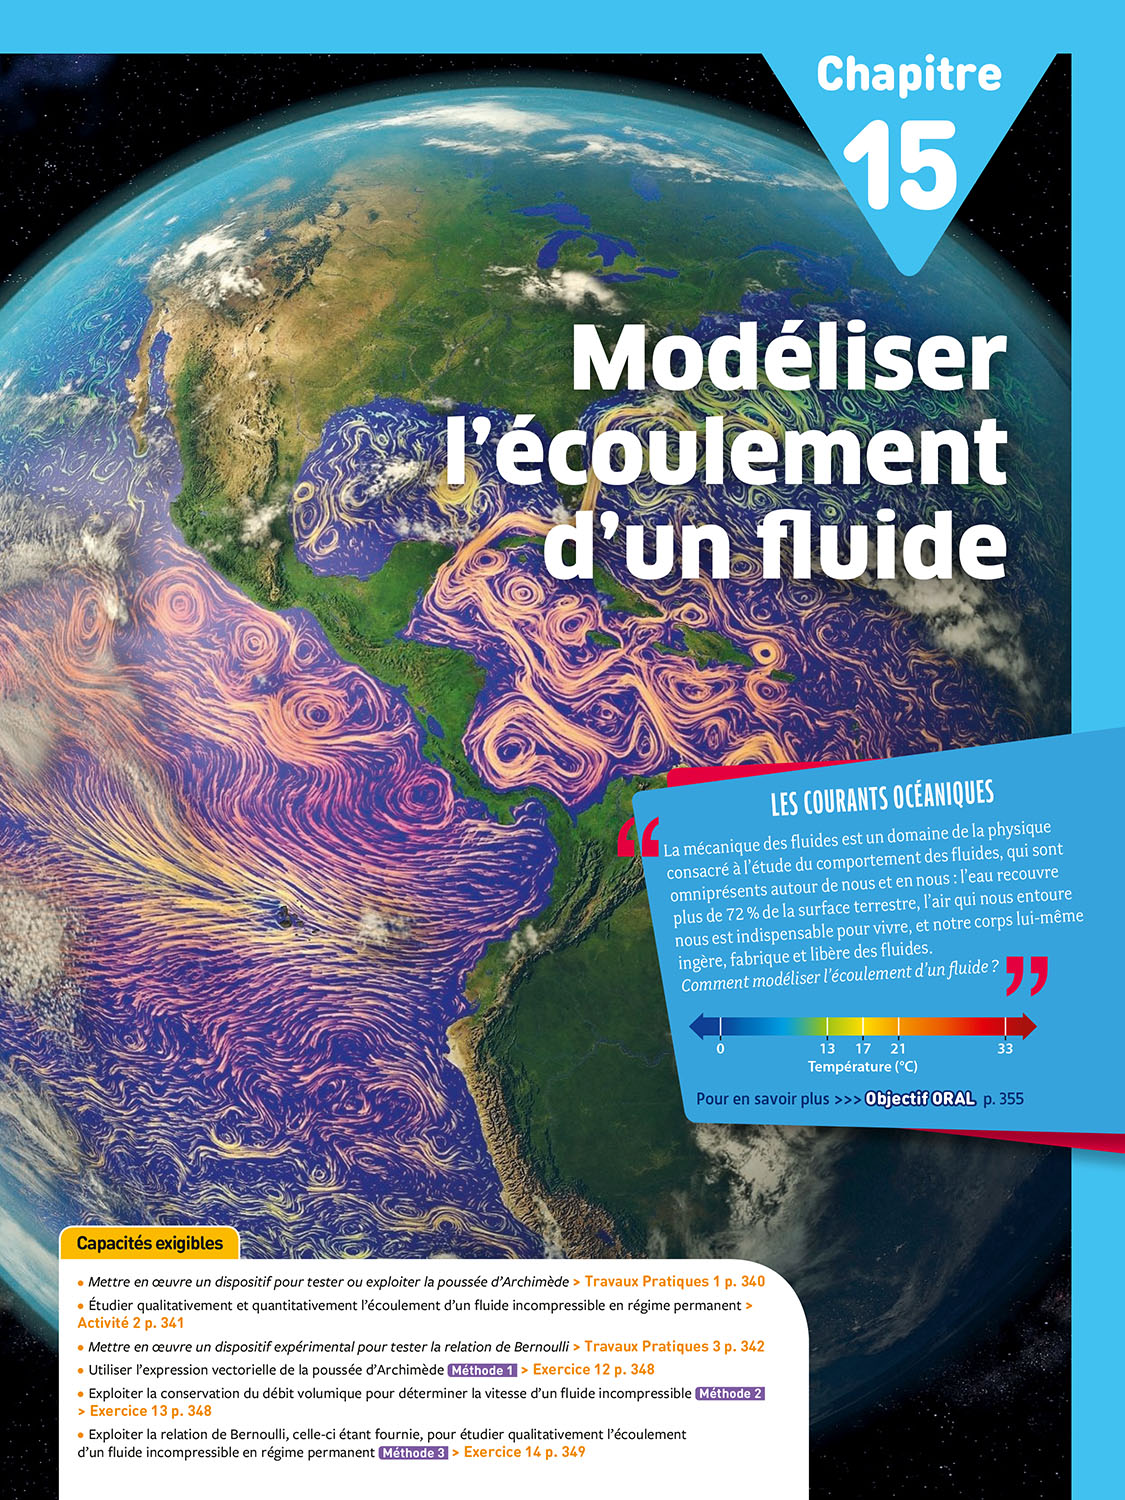 Chapitre
15
Modéliser
l'écoulement
d'un fluide
LES COURANTS OCÉANIQUES
“ La mécanique des fluides est un domaine de la physique
consacré à l'étude du comportement des fluides, qui sont
omniprésents autour de nous et en nous : l'eau recouvre
plus de 72 % de la surface terrestre, l'air qui nous entoure
nous est indispensable pour vivre, et notre corps lui-même
ingère, fabrique et libère des fluides.
Comment modéliser l'écoulement d'un fluide ? ”
0 13 17 21 33
Température (°C)
Pour en savoir plus >>> Objectif ORAL p. 355
Capacités exigibles
• Mettre en œuvre un dispositif pour tester ou exploiter la poussée d'Archimède > Travaux Pratiques 1 p. 340
• Étudier qualitativement et quantitativement l'écoulement d'un fluide incompressible en régime permanent >
Activité 2 p. 341
• Mettre en œuvre un dispositif expérimental pour tester la relation de Bernoulli > Travaux Pratiques 3 p. 342
• Utiliser l'expression vectorielle de la poussée d'Archimède Méthode 1 > Exercice 12 p. 348
• Exploiter la conservation du débit volumique pour déterminer la vitesse d'un fluide incompressible Méthode 2
> Exercice 13 p. 348
• Exploiter la relation de Bernoulli, celle-ci étant fournie, pour étudier qualitativement l'écoulement
d'un fluide incompressible en régime permanent Méthode 3 > Exercice 14 p. 349